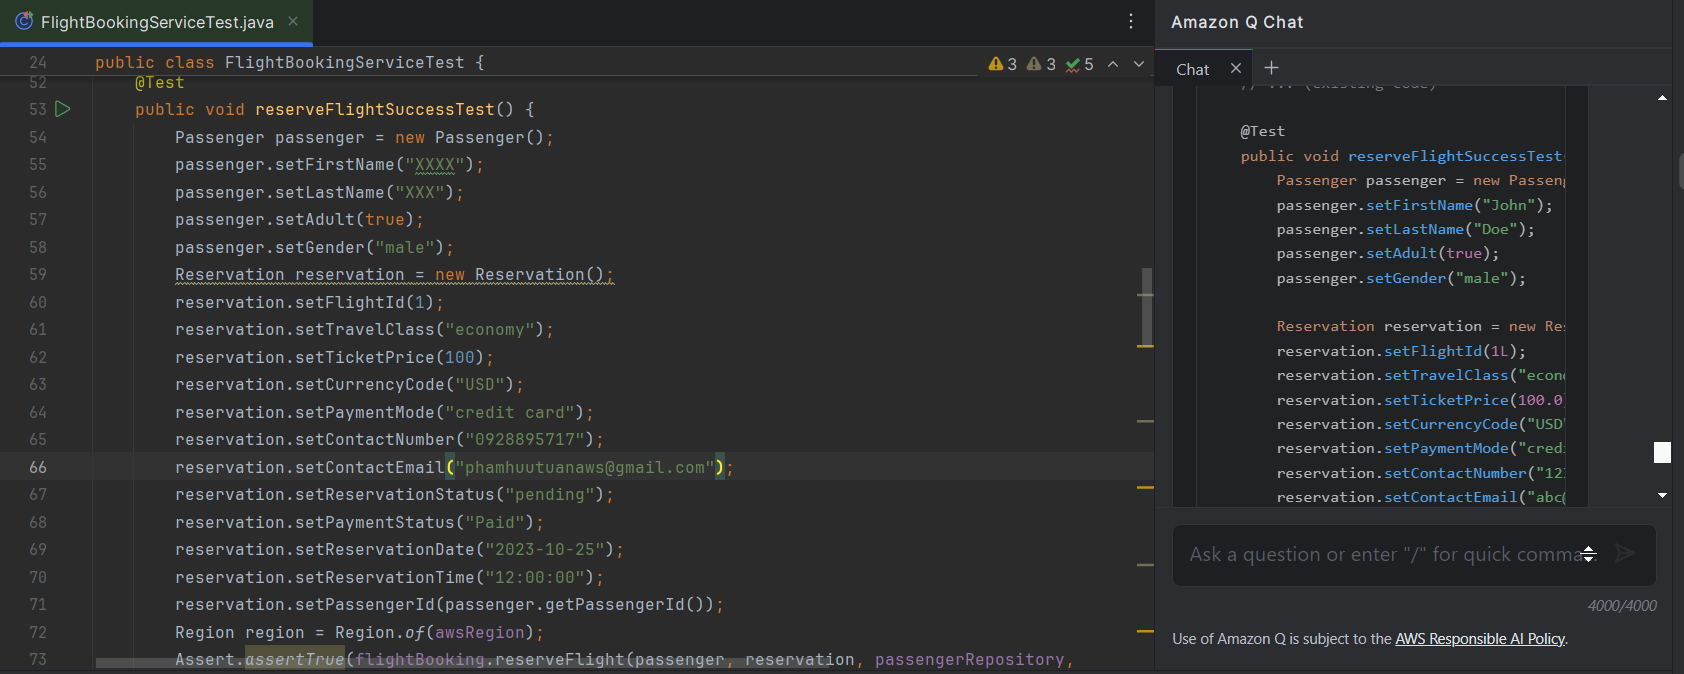 FlightBookingServiceTest.java
24 public class FlightBookingServiceTest {
3 3 5
52 @Test
53 public void reserveFlightSuccessTest() {
54 Passenger passenger = new Passenger();
55 passenger.setFirstName("XXXX");
56 passenger.setLastName("XXX");
57 passenger.setAdult(true);
58 passenger.setGender("male");
59 Reservation reservation = new Reservation();
60 reservation.setFlightId(1);
61 reservation.setTravelClass("economy");
62 reservation.setTicketPrice(100);
63 reservation.setCurrencyCode("USD");
64 reservation.setPaymentMode("credit card");
65 reservation.setContactNumber("0928895717");
66 reservation.setContactEmail("phamhuutuanaws@gmail.com");
67 reservation.setReservationStatus("pending");
68 reservation.setPaymentStatus("Paid");
69 reservation.setReservationDate("2023-10-25");
70 reservation.setReservationTime("12:00:00");
71 reservation.setPassengerId(passenger.getPassengerId());
72 Region region = Region.of(awsRegion);
73 Assert.assertTrue(flightBooking.reserveFlight(passenger, reservation, passengerRepository,
Amazon Q Chat
Chat
// ... (existing code)
@Test
public void reserveFlightSuccessTest(
Passenger passenger = new Passeng
passenger.setFirstName("John");
passenger.setLastName("Doe");
passenger.setAdult(true);
passenger.setGender("male");
Reservation reservation = new Res
reservation.setFlightId(1L);
reservation.setTravelClass("econo
reservation.setTicketPrice(100.0)
reservation.setCurrencyCode("USD"
reservation.setPaymentMode("credi
reservation.setContactNumber("123
reservation.setContactEmail("abc@
Ask a question or enter "/" for quick comma
4000/4000
Use of Amazon Q is subject to the AWS Responsible AI Policy.